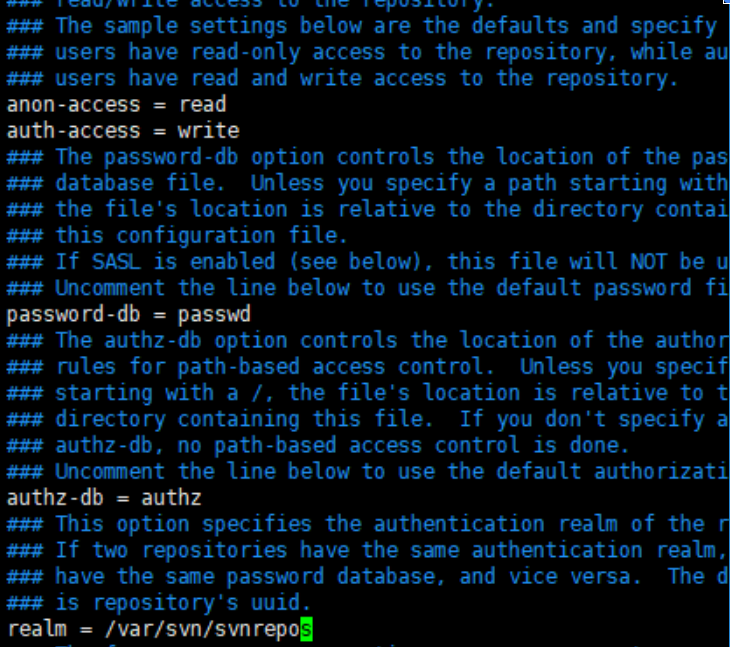 ### read/write access to the repository.
### The sample settings below are the defaults and specify
### users have read-only access to the repository, while au
### users have read and write access to the repository.
anon-access = read
auth-access = write
### The password-db option controls the location of the pas
### database file.  Unless you specify a path starting with
### the file's location is relative to the directory contai
### this configuration file.
### If SASL is enabled (see below), this file will NOT be u
### Uncomment the line below to use the default password fi
password-db = passwd
### The authz-db option controls the location of the author
### rules for path-based access control.  Unless you specif
### starting with a /, the file's location is relative to t
### directory containing this file.  If you don't specify a
### authz-db, no path-based access control is done.
### Uncomment the line below to use the default authorizati
authz-db = authz
### This option specifies the authentication realm of the r
### If two repositories have the same authentication realm,
### have the same password database, and vice versa.  The d
### is repository's uuid.
realm = /var/svn/svnrepos